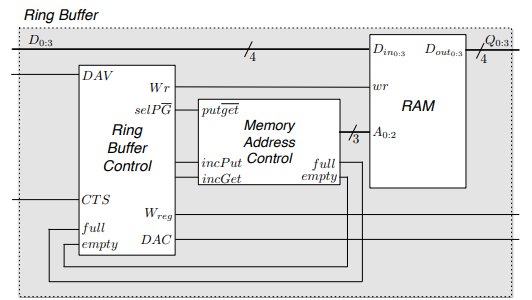 Ring Buffer
D0:3
4
Din0:3
Dout0:3
Q0:3
4
DAV
Wr
wr
selPG̅
putg̅e̅t̅
RAM
Ring
Buffer
Control
Memory
Address
Control
3
A0:2
incPut
full
incGet
empty
CTS
Wreg
full
empty
DAC